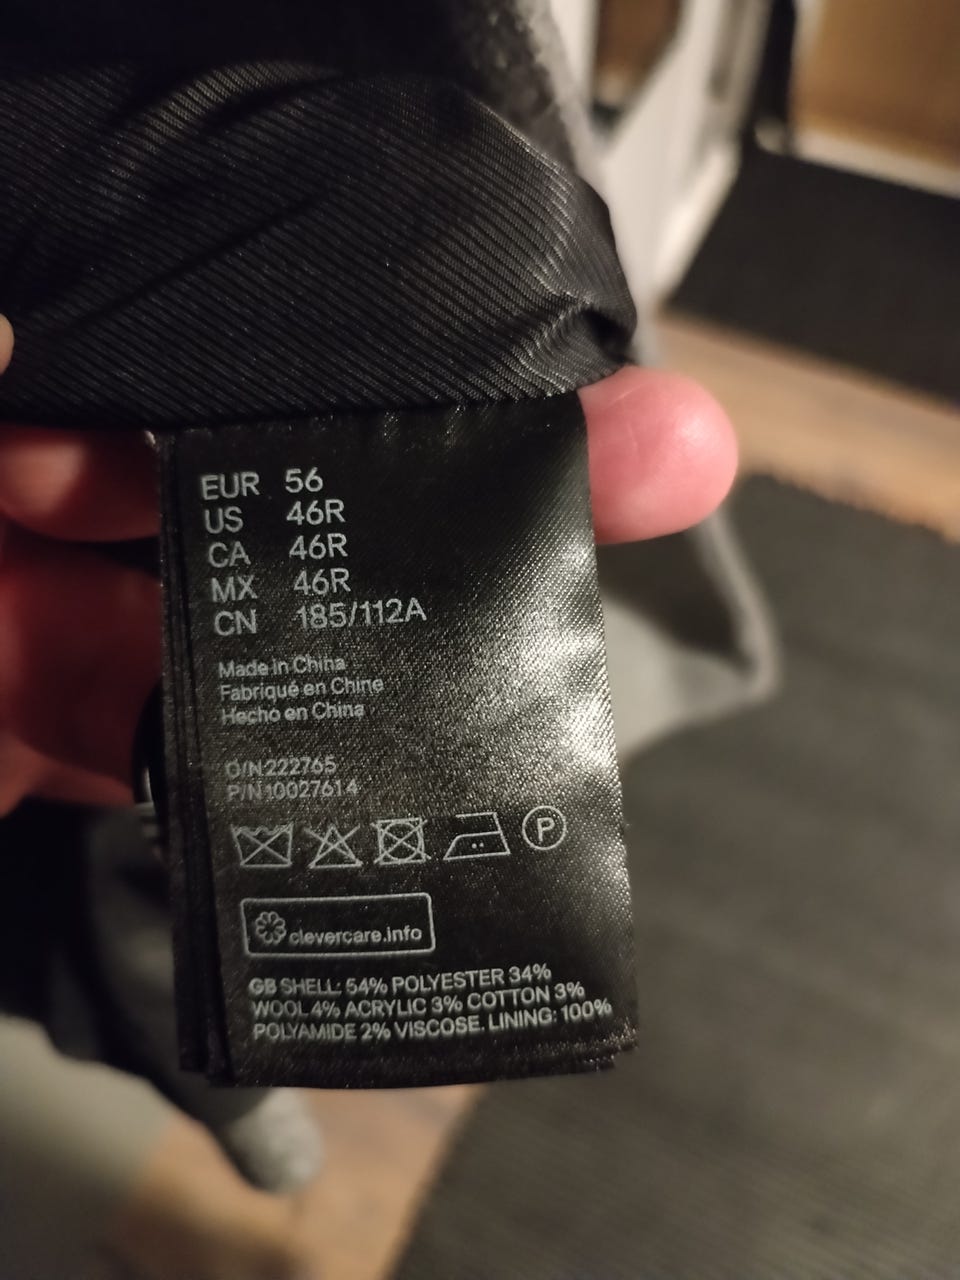 EUR 56
US 46R
CA 46R
MX 46R
CN 185/112A
Made in China
Fabriqué en Chine
Hecho en China
O/N 222765
P/N 10027614
P
clevercare.info
GB SHELL: 54% POLYESTER 34%
WOOL 4% ACRYLIC 3% COTTON 3%
POLYAMIDE 2% VISCOSE. LINING: 100%